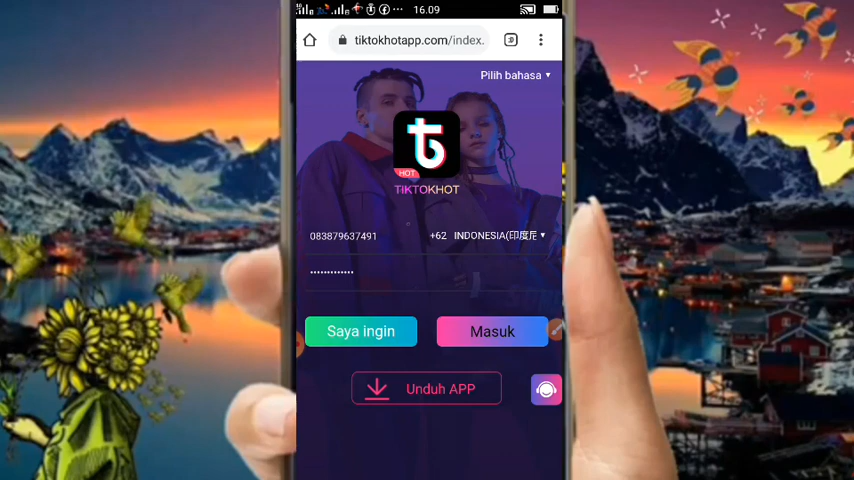 16.09
tiktokhotapp.com/index.
Pilih bahasa
HOT
TIKTOKHOT
083879637491 +62 INDONESIA(印度尼
Saya ingin Masuk
Unduh APP